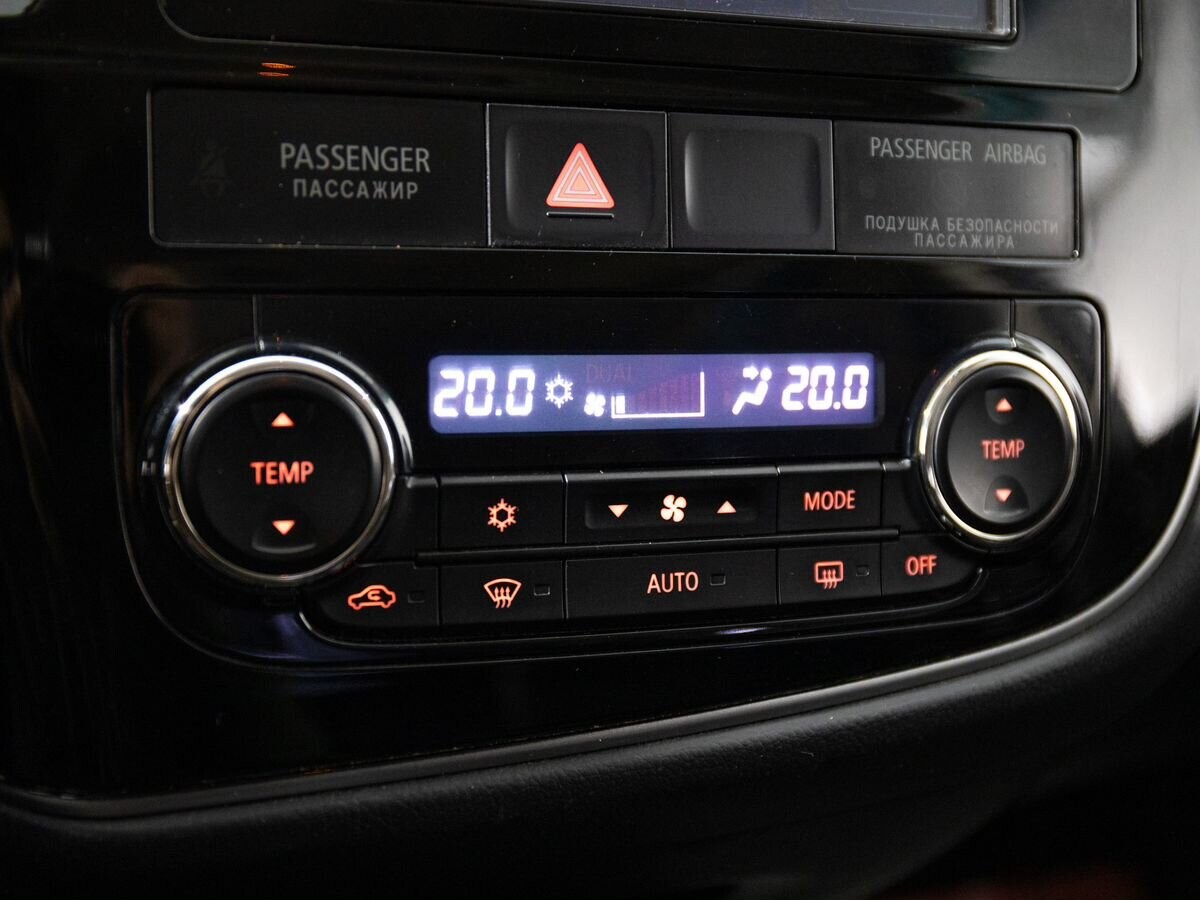 PASSENGER
ПАССАЖИР
PASSENGER AIRBAG
ПОДУШКА БЕЗОПАСНОСТИ
ПАССАЖИРА
20.0 DUAL 20.0
TEMP
TEMP
MODE
AUTO
OFF